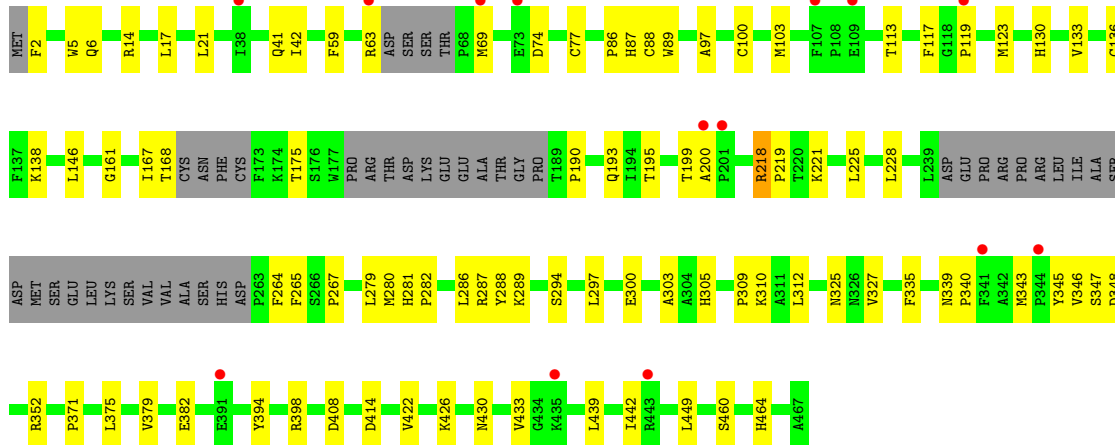 MET F2 W5 Q6 R14 L17 L21 I38 Q41 I42 F59 R63 ASP SER SER THR P68 M69 E73 D74 C77 P86 H87 C88 W89 A97 C100 M103 F107 P108 E109 T113 F117 G118 P119 M123 H130 V133 G136
F137 K138 L146 G161 I167 T168 CYS ASN PHE CYS F173 K174 T175 S176 W177 PRO ARG THR ASP LYS GLU GLU ALA THR GLY PRO T189 P190 Q193 I194 T195 T199 A200 P201 R218 P219 T220 K221 L225 L228 L239 ASP GLU PRO ARG PRO ARG LEU ILE ALA SER
ASP MET SER GLU LEU LYS SER VAL VAL ALA SER HIS ASP P263 F264 F265 S266 P267 L279 M280 H281 P282 L286 R287 Y288 K289 S294 L297 E300 A303 A304 H305 P309 K310 A311 L312 N325 N326 V327 F335 N339 P340 F341 A342 M343 P344 Y345 V346 S347
R352 P371 L375 V379 E382 E391 Y394 R398 D408 D414 V422 K426 N430 V433 G434 K435 L439 I442 R443 L449 S460 H464 A467